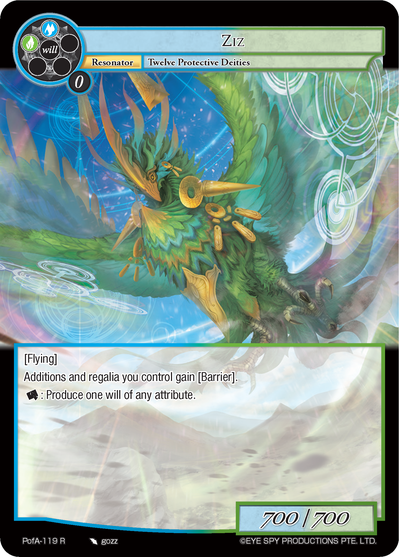 Ziz
will
Resonator
Twelve Protective Deities
0
[Flying]
Additions and regalia you control gain [Barrier].
: Produce one will of any attribute.
700 / 700
PofA-119 R gozz
©EYE SPY PRODUCTIONS PTE. LTD.